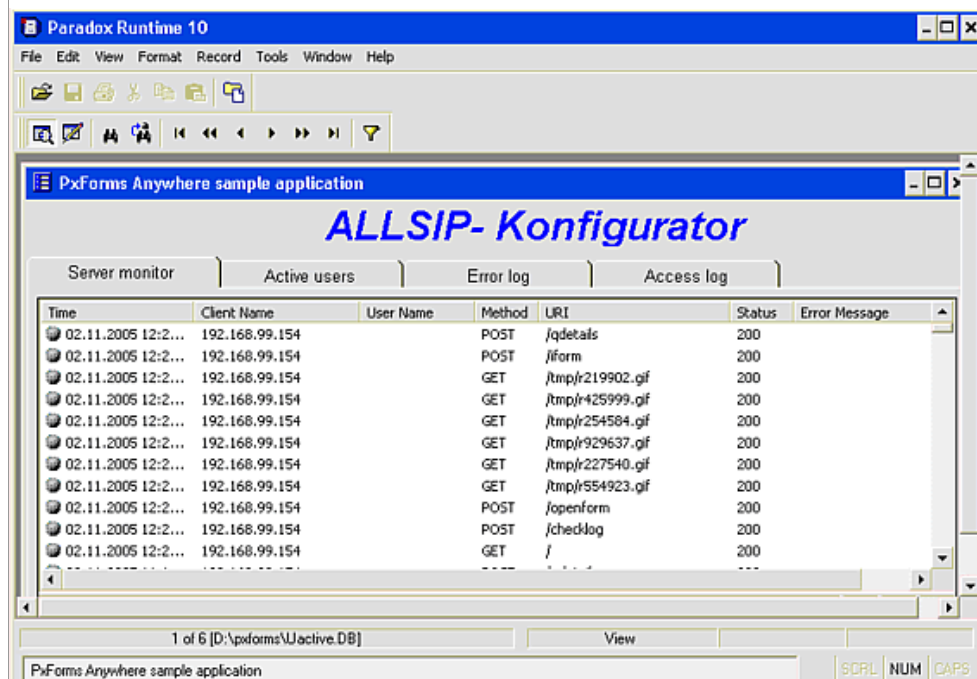 Paradox Runtime 10
File Edit View Format Record Tools Window Help
PxForms Anywhere sample application
ALLSIP- Konfigurator
Server monitor Active users Error log Access log
Time Client Name User Name Method URI Status Error Message
02.11.2005 12:2... 192.168.99.154 POST /qdetails 200
02.11.2005 12:2... 192.168.99.154 POST /iform 200
02.11.2005 12:2... 192.168.99.154 GET /tmp/r219902.gif 200
02.11.2005 12:2... 192.168.99.154 GET /tmp/r425999.gif 200
02.11.2005 12:2... 192.168.99.154 GET /tmp/r254584.gif 200
02.11.2005 12:2... 192.168.99.154 GET /tmp/r929637.gif 200
02.11.2005 12:2... 192.168.99.154 GET /tmp/r227540.gif 200
02.11.2005 12:2... 192.168.99.154 GET /tmp/r554923.gif 200
02.11.2005 12:2... 192.168.99.154 POST /openform 200
02.11.2005 12:2... 192.168.99.154 POST /checklog 200
02.11.2005 12:2... 192.168.99.154 GET / 200
1 of 6 [D:\pxforms\Uactive.DB] View
PxForms Anywhere sample application SCRL NUM CAPS